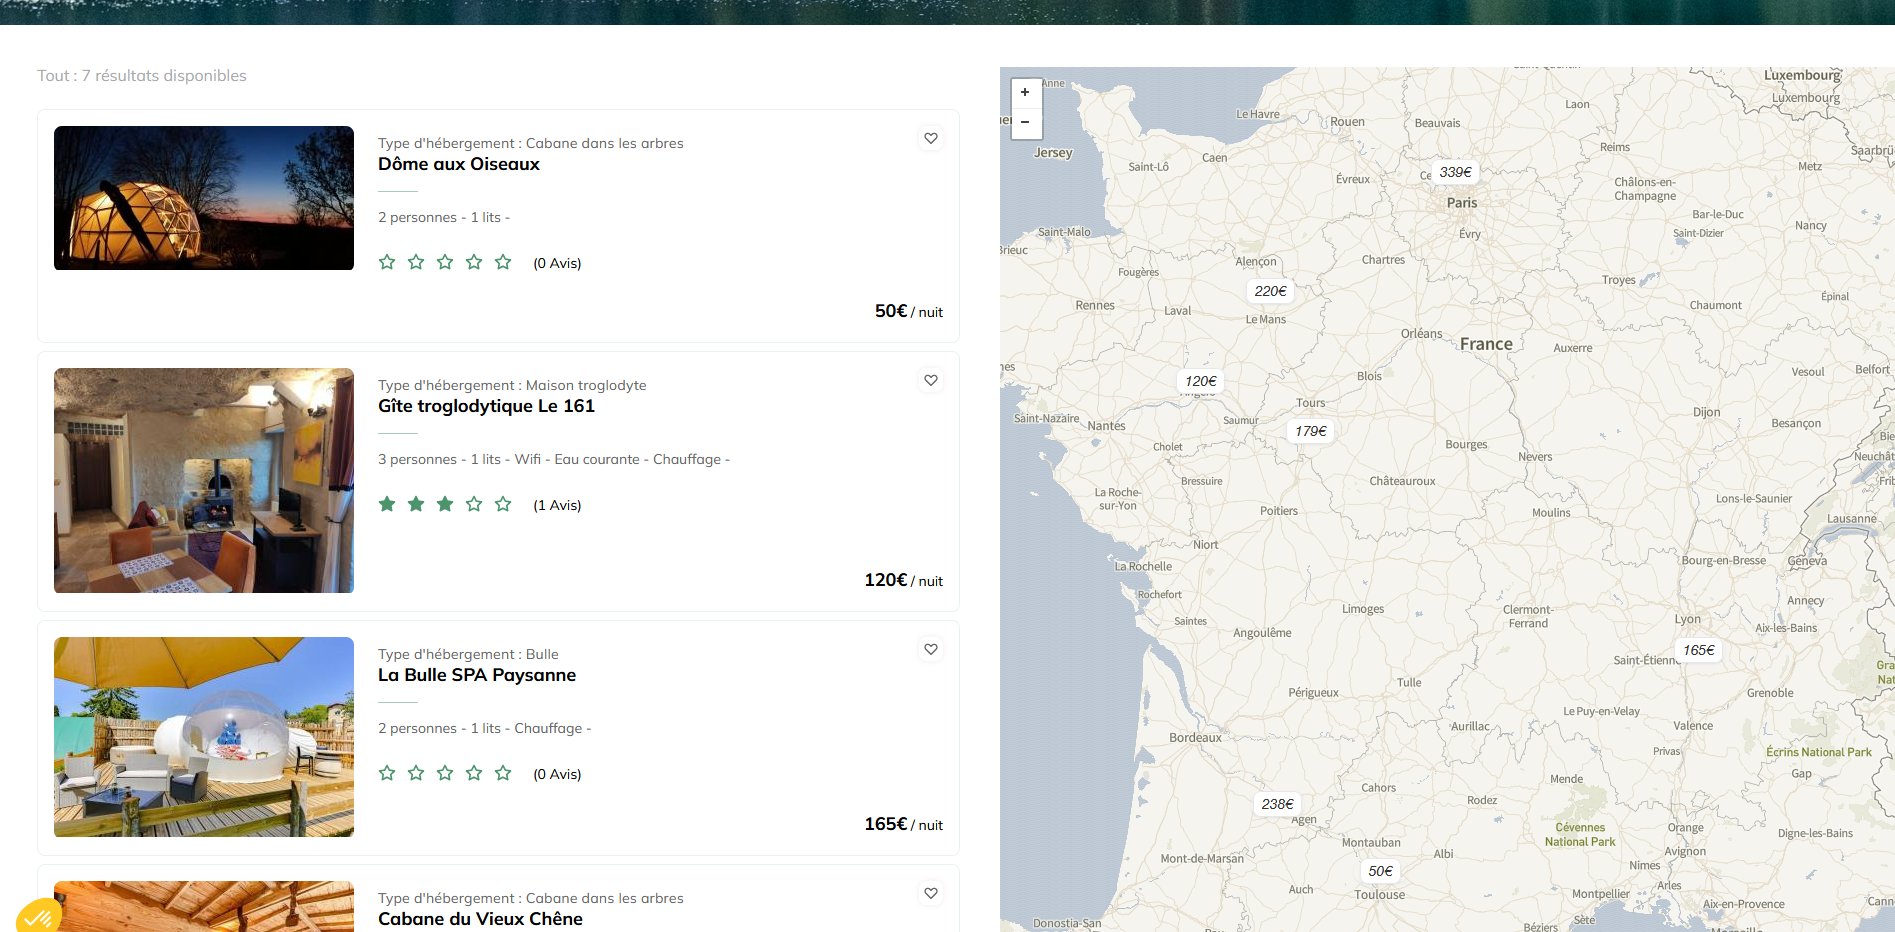 Tout : 7 résultats disponibles
Type d'hébergement : Cabane dans les arbres
Dôme aux Oiseaux
2 personnes - 1 lits -
(0 Avis)
50€ / nuit
Type d'hébergement : Maison troglodyte
Gîte troglodytique Le 161
3 personnes - 1 lits - Wifi - Eau courante - Chauffage -
(1 Avis)
120€ / nuit
Type d'hébergement : Bulle
La Bulle SPA Paysanne
2 personnes - 1 lits - Chauffage -
(0 Avis)
165€ / nuit
Type d'hébergement : Cabane dans les arbres
Cabane du Vieux Chêne
+
−
Anne
Luxembourg
Luxembourg
Laon
Le Havre
Rouen
Beauvais
Jersey
Saint-Lô
Caen
Reims
Saarbrü
Metz
Évreux
339€
Châlons-en-
Champagne
Paris
Bar-le-Duc
Saint-Malo
Évry
Saint-Dizier
Nancy
Brieuc
Alençon
Chartres
Fougères
Troyes
220€
Épinal
Rennes
Laval
Chaumont
Le Mans
Orléans
France
Auxerre
Vesoul
Belfort
120€
Blois
Tours
Saint-Nazaire
Nantes
Saumur
179€
Dijon
Besançon
Cholet
Bourges
Nevers
Neuchât
Bressuire
Châteauroux
La Roche-
sur-Yon
Poitiers
Moulins
Lons-le-Saunier
Lausanne
Niort
La Rochelle
Bourg-en-Bresse
Geneva
Rochefort
Limoges
Clermont-
Ferrand
Annecy
Saintes
Angoulême
Lyon
Aix-les-Bains
165€
Saint-Étienn
Gra
Nat
Périgueux
Tulle
Grenoble
Le Puy-en-Velay
Aurillac
Valence
Bordeaux
Privas
Écrins National Park
Gap
Mende
Cahors
238€
Rodez
Agen
Cévennes
National Park
Orange
Digne-les-Bains
Montauban
Albi
Avignon
Mont-de-Marsan
Nimes
50€
Auch
Toulouse
Montpellier
Arles
Aix-en-Provence
Cann
Donostia-San
Sète
Béziers